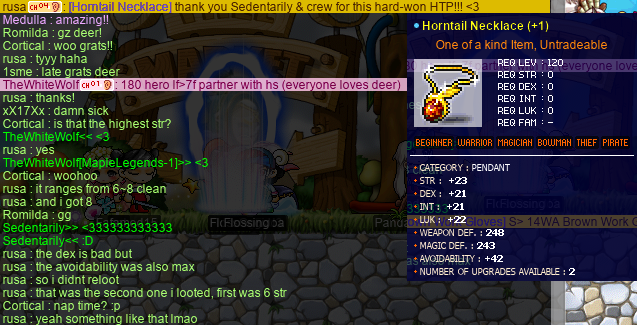 rusa CH 04 : [Horntail Necklace] thank you Sedentarily & crew for this hard-won HTP!!! <3
Medulla : amazing!!
Romilda : gz deer!
Cortical : woo grats!!
rusa : tyyy haha
1sme : late grats deer
TheWhiteWolf CH 01 : 180 hero lf>7f partner with hs (everyone loves deer)
rusa : thanks!
xX17Xx : damn sick
Cortical : is that the highest str?
TheWhiteWolf<< <3
rusa : yes
TheWhiteWolf[MapleLegends-1]>> <3
Cortical : woohoo
rusa : it ranges from 6~8 clean
rusa : and i got 8
Romilda : gg
Sedentarily>> <333333333333
Sedentarily<< :D
rusa : the dex is bad but
rusa : the avoidability was also max
rusa : so i didnt reloot
rusa : that was the second one i looted, first was 6 str
Cortical : nap time? :p
rusa : yeah something like that lmao
FkFlossing
Horntail Necklace (+1)
One of a kind Item, Untradeable
REQ LEV : 120
REQ STR : 0
REQ DEX : 0
REQ INT : 0
REQ LUK : 0
REQ FAM : -
BEGINNER WARRIOR MAGICIAN BOWMAN THIEF PIRATE
CATEGORY : PENDANT
STR : +23
DEX : +21
INT : +21
LUK : +22
WEAPON DEF. : 248
MAGIC DEF. : 243
AVOIDABILITY : +42
NUMBER OF UPGRADES AVAILABLE : 2
S> 14WA Brown Work G